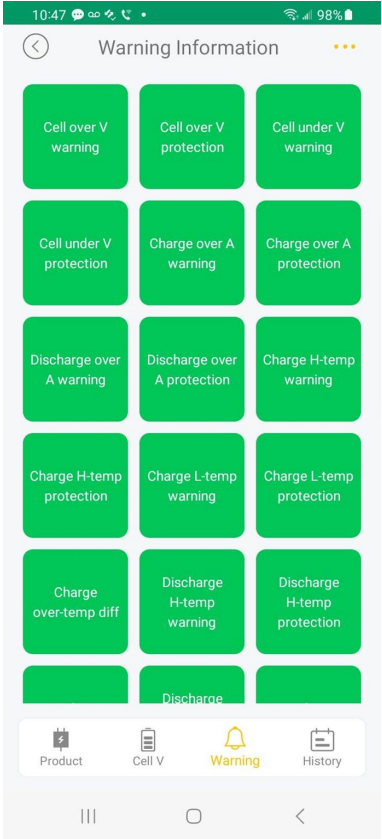 10:47 98%
Warning Information
Cell over V
warning
Cell over V
protection
Cell under V
warning
Cell under V
protection
Charge over A
warning
Charge over A
protection
Discharge over
A warning
Discharge over
A protection
Charge H-temp
warning
Charge H-temp
protection
Charge L-temp
warning
Charge L-temp
protection
Charge
over-temp diff
Discharge
H-temp
warning
Discharge
H-temp
protection
Discharge
Product
Cell V
Warning
History